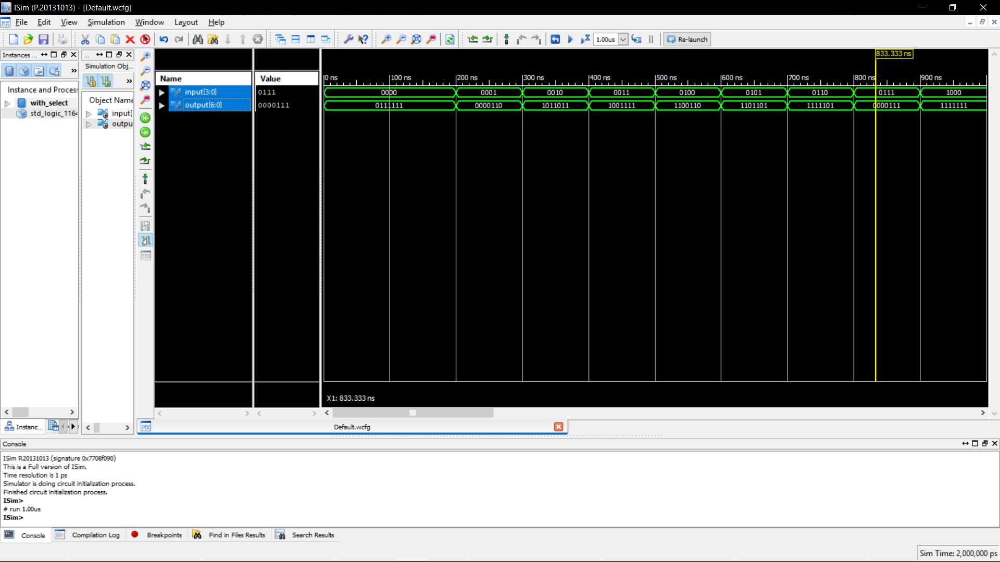 ISim (P.20131013) - [Default.wcfg]
File Edit View Simulation Window Layout Help
1.00us Re-launch
Instances ... ...
Simulation Obj...
Instance and Process
with_select
std_logic_1164
Object Name
input[
outpu
Name Value
input[3:0] 0111
output[6:0] 0000111
833.333 ns
0 ns 100 ns 200 ns 300 ns 400 ns 500 ns 600 ns 700 ns 800 ns 900 ns
0000 0001 0010 0011 0100 0101 0110 0111 1000
0111111 0000110 1011011 1001111 1100110 1101101 1111101 0000111 1111111
X1: 833.333 ns
Instanc...
Default.wcfg
Console
ISim P.20131013 (signature 0x7708f090)
This is a Full version of ISim.
Time resolution is 1 ps
Simulator is doing circuit initialization process.
Finished circuit initialization process.
ISim>
# run 1.00us
ISim>
Console Compilation Log Breakpoints Find in Files Results Search Results
Sim Time: 2,000,000 ps